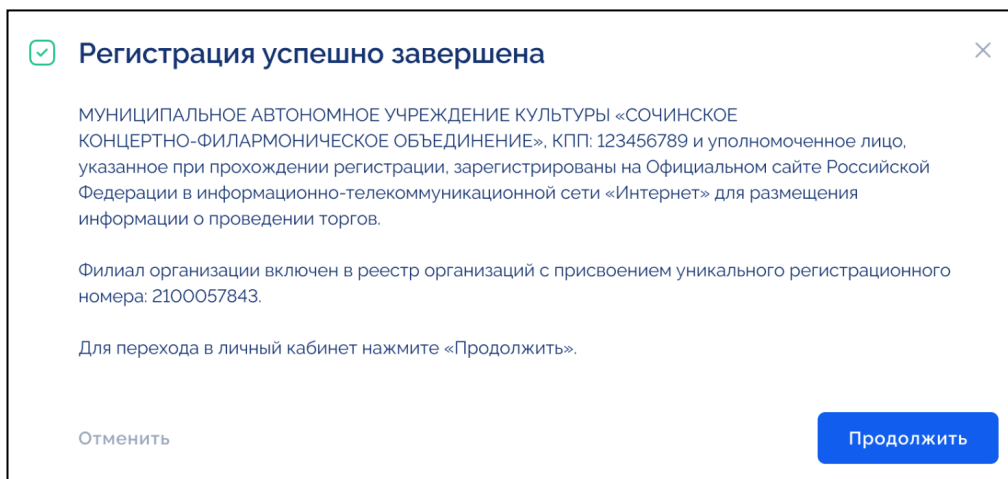 Регистрация успешно завершена
МУНИЦИПАЛЬНОЕ АВТОНОМНОЕ УЧРЕЖДЕНИЕ КУЛЬТУРЫ «СОЧИНСКОЕ
КОНЦЕРТНО-ФИЛАРМОНИЧЕСКОЕ ОБЪЕДИНЕНИЕ», КПП: 123456789 и уполномоченное лицо,
указанное при прохождении регистрации, зарегистрированы на Официальном сайте Российской
Федерации в информационно-телекоммуникационной сети «Интернет» для размещения
информации о проведении торгов.
Филиал организации включен в реестр организаций с присвоением уникального регистрационного
номера: 2100057843.
Для перехода в личный кабинет нажмите «Продолжить».
Отменить
Продолжить